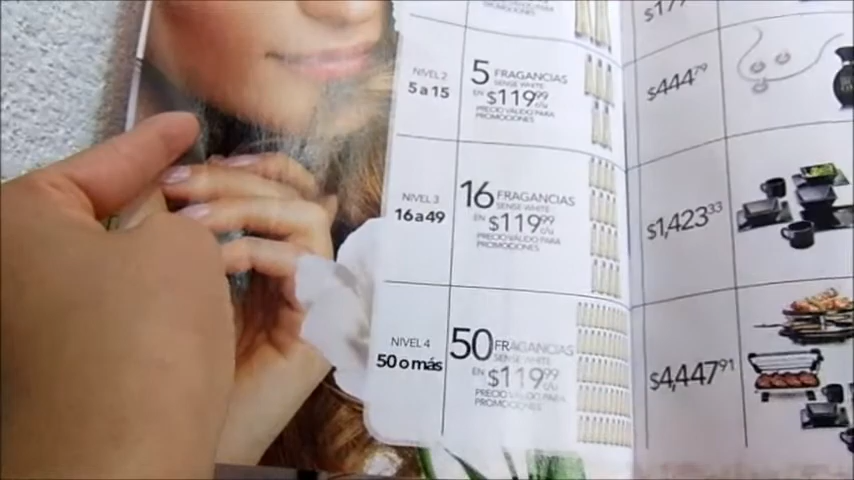 PROMOCIONES
$1
NIVEL 2
5 a 15
5 FRAGANCIAS
SENSE WHITE
EN $119.99 c/u
PRECIO VÁLIDO PARA
PROMOCIONES.
$444.79
NIVEL 3
16 a 49
16 FRAGANCIAS
SENSE WHITE
EN $119.99 c/u
PRECIO VÁLIDO PARA
PROMOCIONES.
$1,423.33
NIVEL 4
50 o más
50 FRAGANCIAS
SENSE WHITE
EN $119.99 c/u
PRECIO VÁLIDO PARA
PROMOCIONES.
$4,447.91